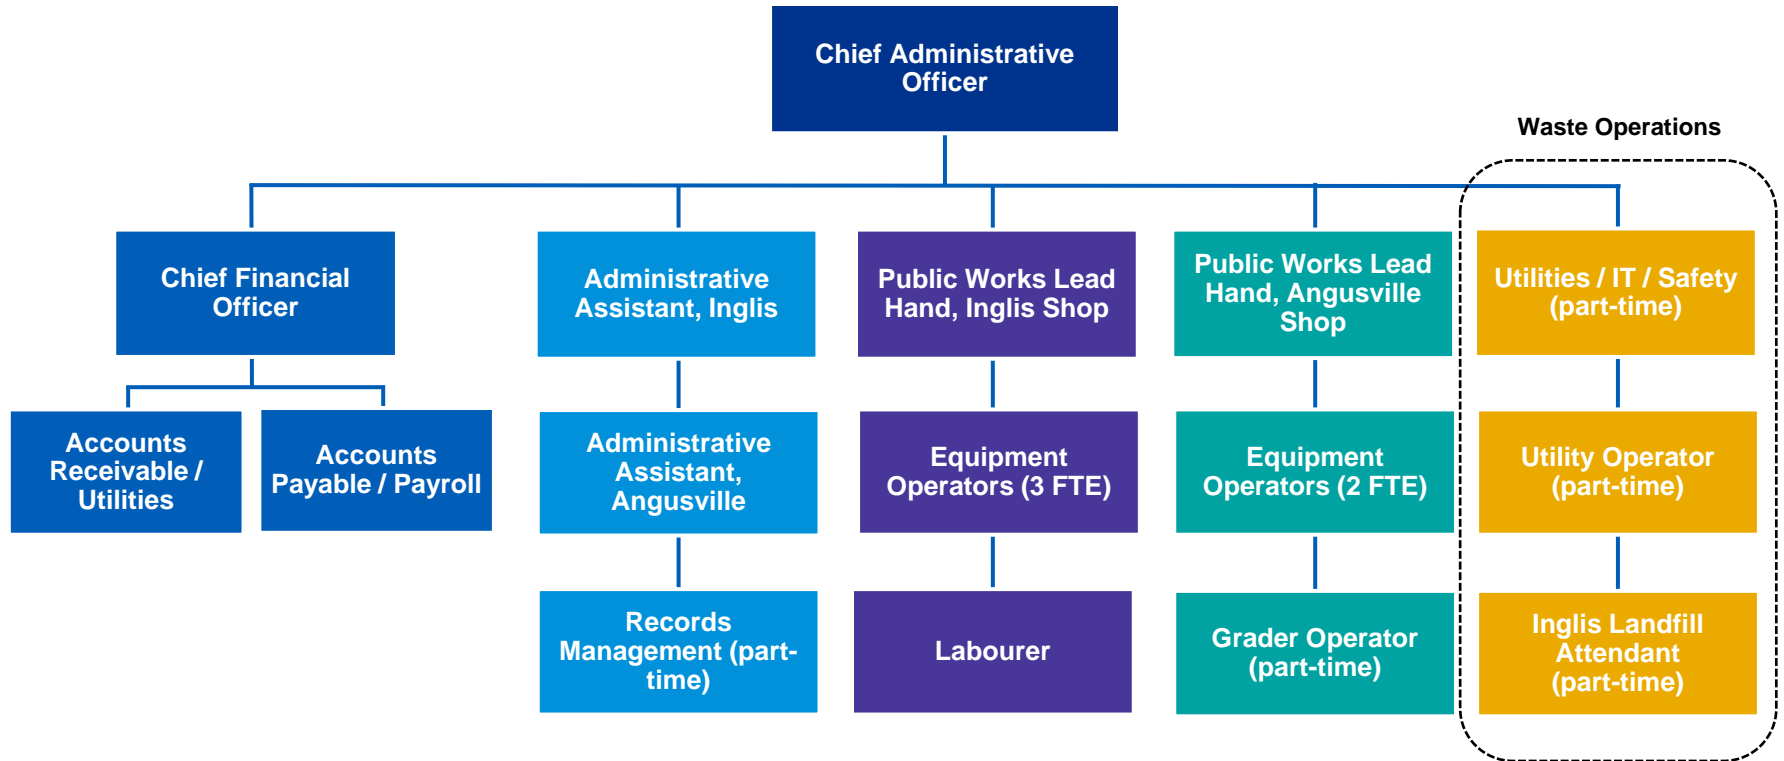 Chief Administrative
Officer
Waste Operations
Chief Financial
Officer
Administrative
Assistant, Inglis
Public Works Lead
Hand, Inglis Shop
Public Works Lead
Hand, Angusville
Shop
Utilities / IT / Safety
(part-time)
Accounts
Receivable /
Utilities
Accounts
Payable / Payroll
Administrative
Assistant,
Angusville
Equipment
Operators (3 FTE)
Equipment
Operators (2 FTE)
Utility Operator
(part-time)
Records
Management (part-
time)
Labourer
Grader Operator
(part-time)
Inglis Landfill
Attendant
(part-time)